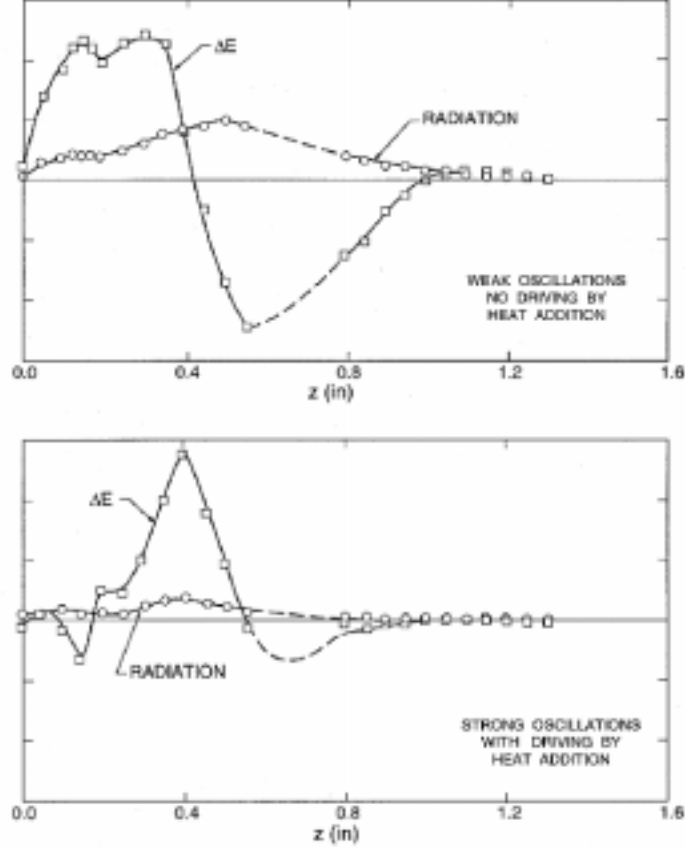 ΔE
RADIATION
WEAK OSCILLATIONS
NO DRIVING BY
HEAT ADDITION
0.0 0.4 0.8 1.2 1.6
z (in)
ΔE
RADIATION
STRONG OSCILLATIONS
WITH DRIVING BY
HEAT ADDITION
0.0 0.4 0.8 1.2 1.6
z (in)